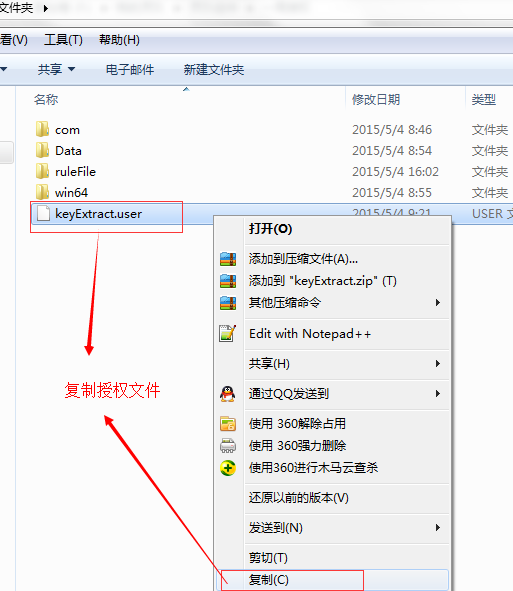 文件夹
看(V) 工具(T) 帮助(H)
共享 电子邮件 新建文件夹
名称 修改日期 类型
com 2015/5/4 8:46 文件夹
Data 2015/5/4 8:54 文件夹
ruleFile 2015/5/4 16:02 文件夹
win64 2015/5/4 8:55 文件夹
keyExtract.user 2015/5/4 9:21 USER 文
打开(O)
添加到压缩文件(A)...
添加到 "keyExtract.zip" (T)
其他压缩命令
Edit with Notepad++
共享(H)
复制授权文件
通过QQ发送到
使用 360解除占用
使用 360强力删除
使用360进行木马云查杀
还原以前的版本(V)
发送到(N)
剪切(T)
复制(C)